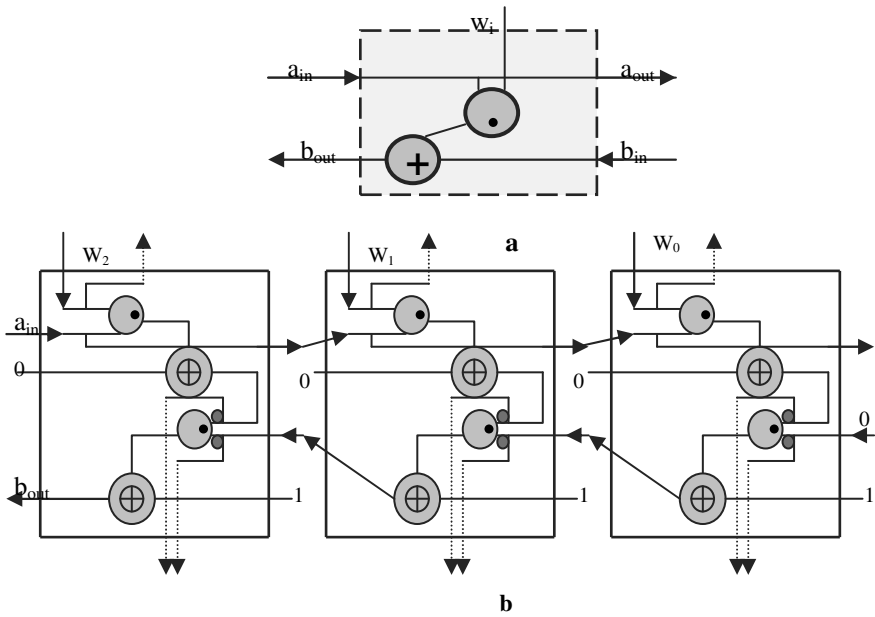 w_i
a_in a_out
+
b_out b_in
a
W_2 W_1 W_0
a_in
0 0 0
0
b_out
1 1 1
b